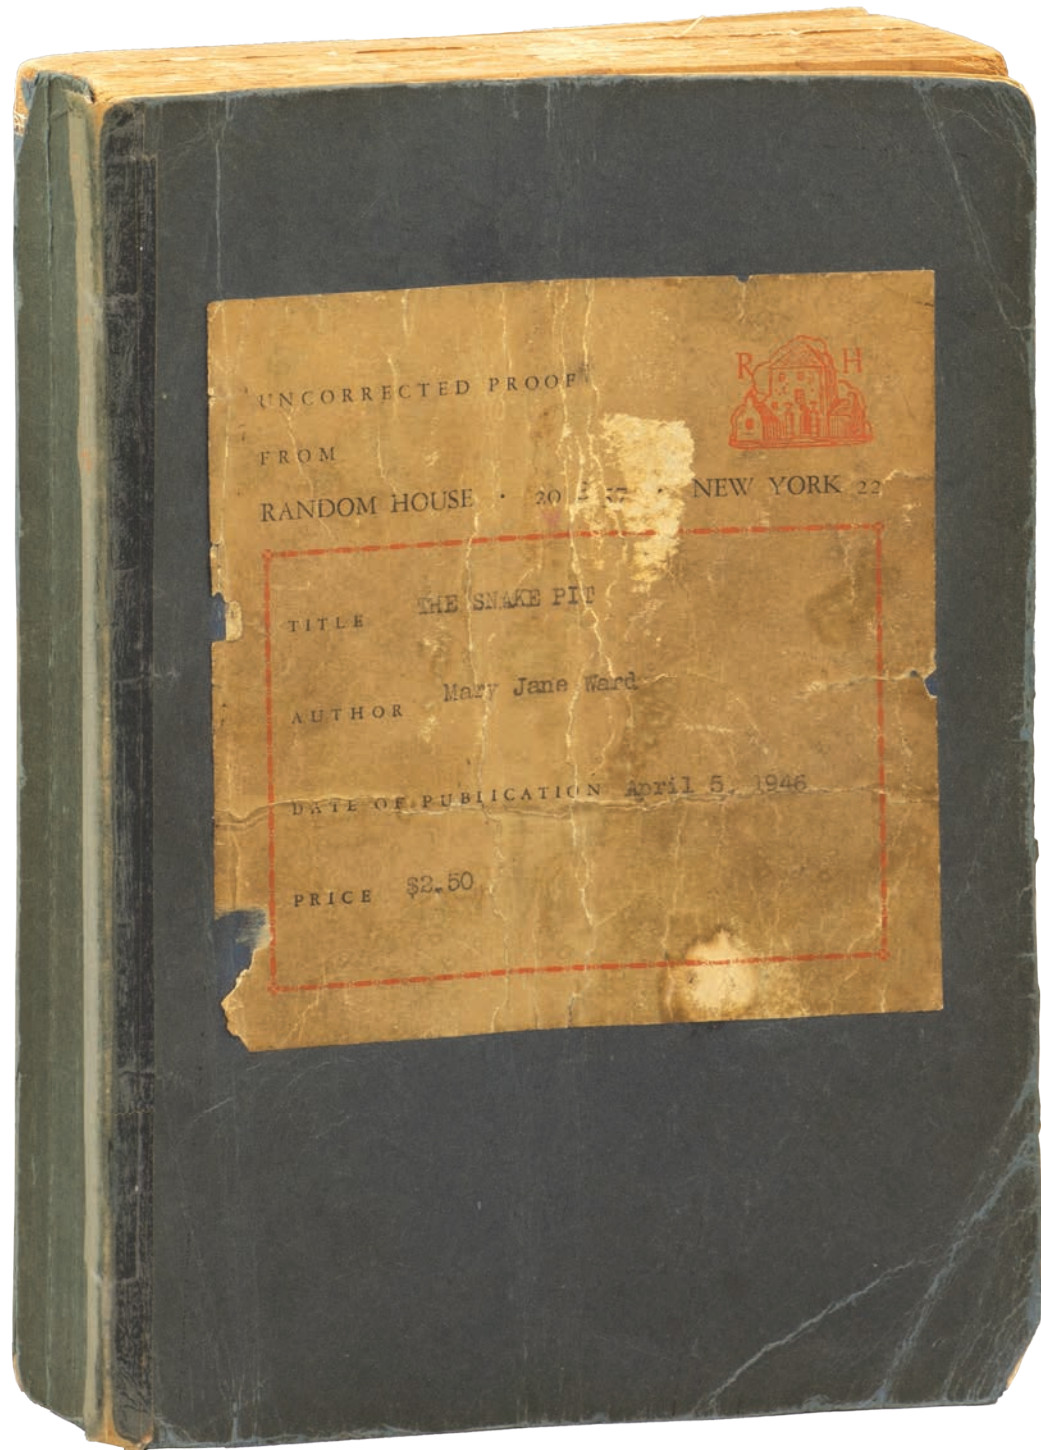 "UNCORRECTED PROOF"
R H
FROM
RANDOM HOUSE · 20 NEW YORK 22
TITLE THE SNAKE PIT
AUTHOR Mary Jane Ward
DATE OF PUBLICATION April 5, 1946
PRICE $2.50